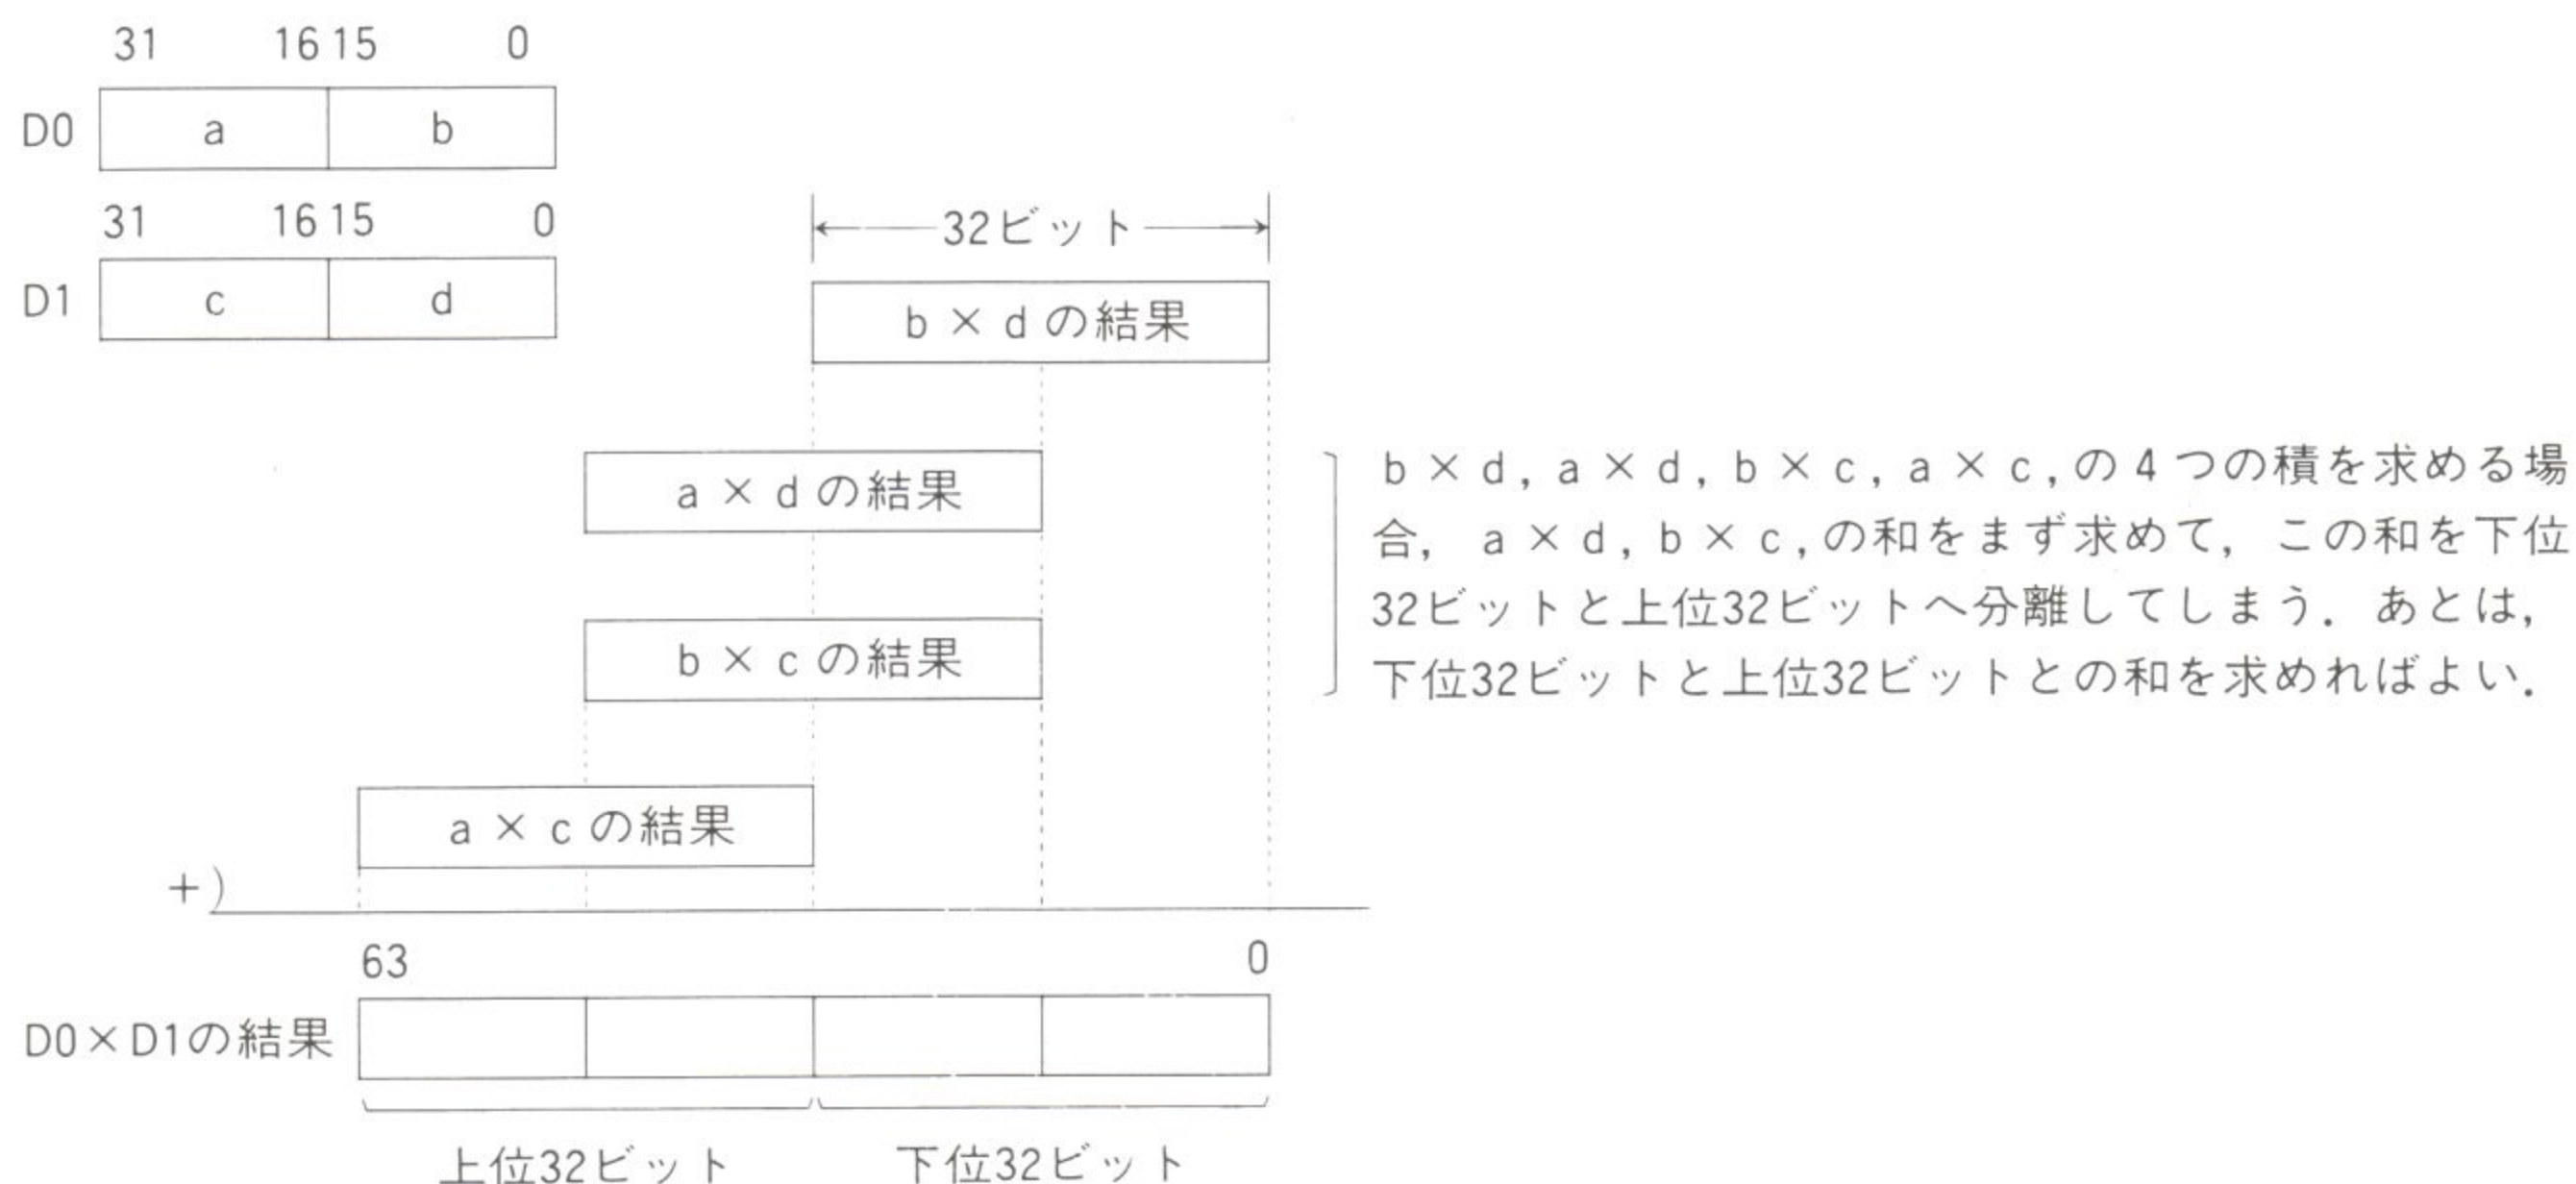 31 16 15 0
D0 a b
31 16 15 0
D1 c d
32ビット
b × d の結果
a × d の結果
b × c の結果
a × c の結果
+)
b × d, a × d, b × c, a × c,の4つの積を求める場
合, a × d, b × c,の和をまず求めて, この和を下位
32ビットと上位32ビットへ分離してしまう. あとは,
下位32ビットと上位32ビットとの和を求めればよい.
63 0
D0×D1の結果
上位32ビット 下位32ビット